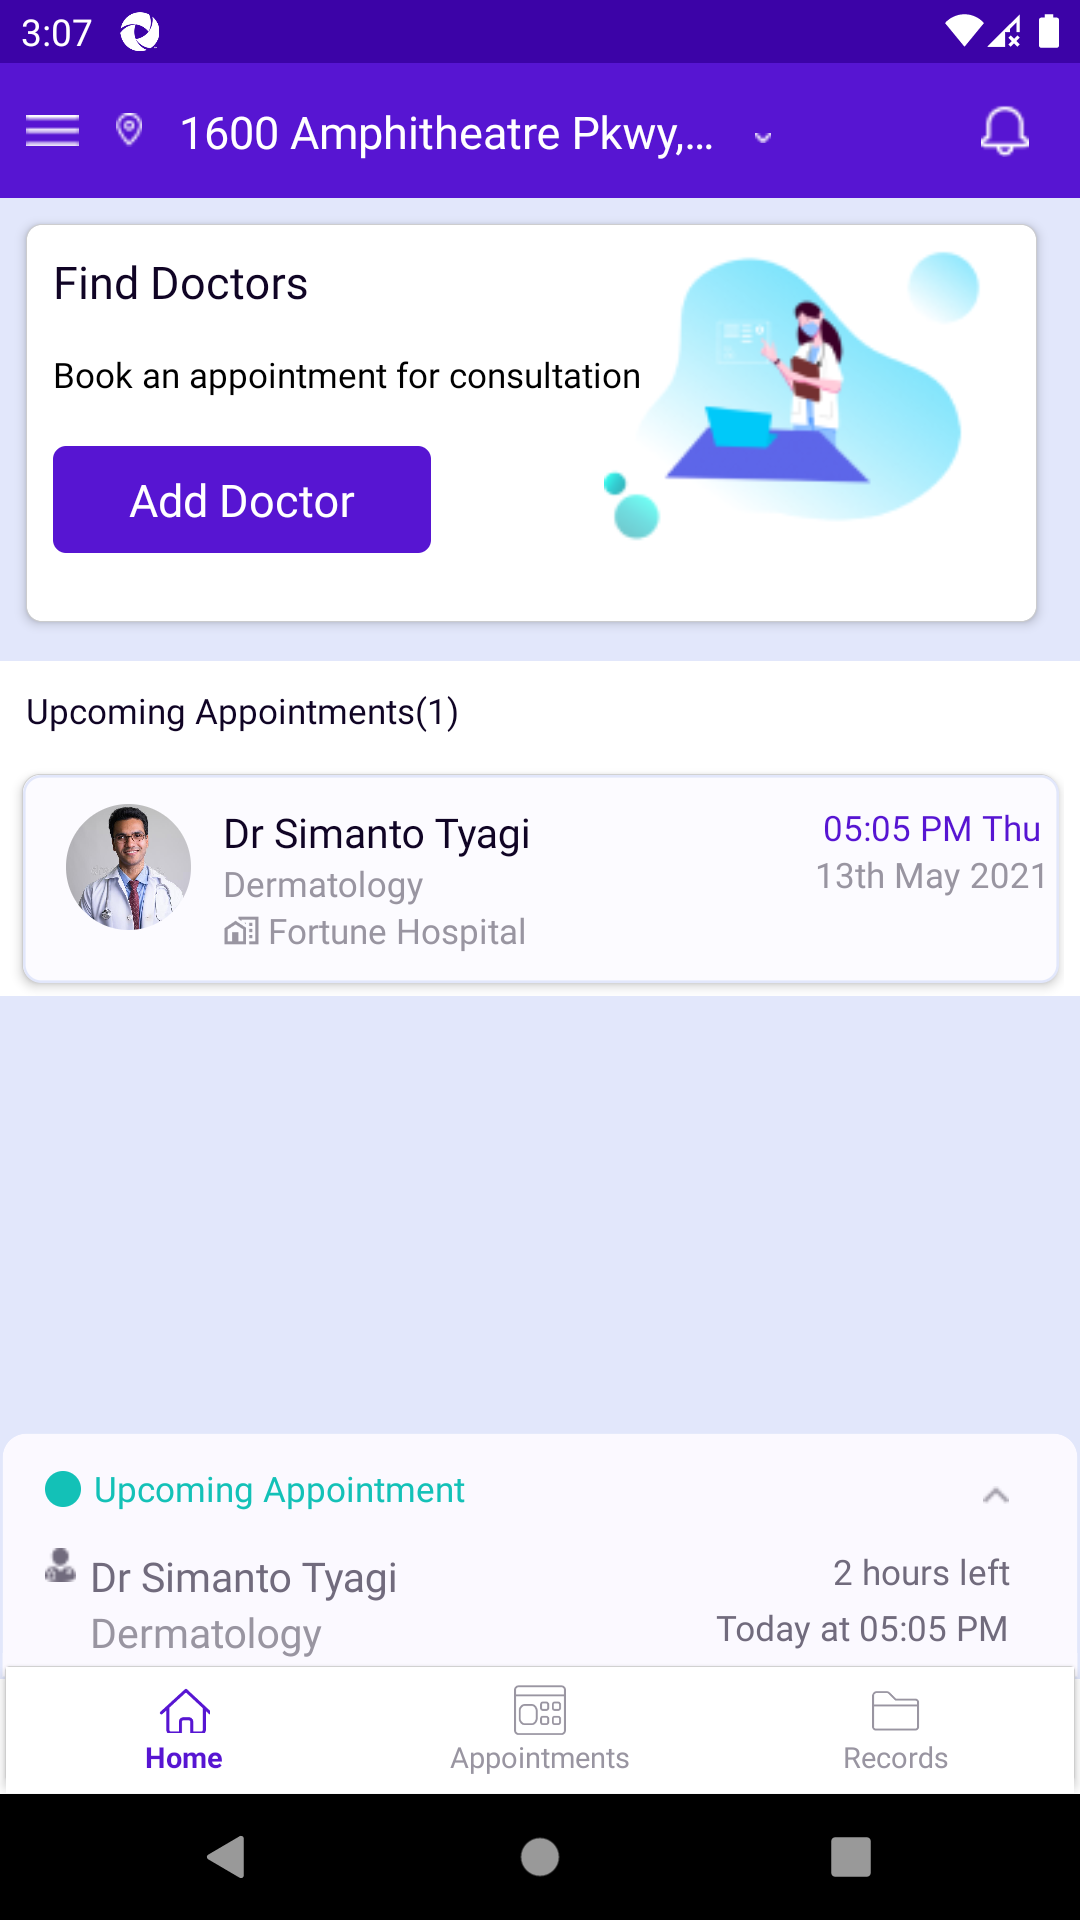 3:07
1600 Amphitheatre Pkwy,...
Find Doctors
Book an appointment for consultation
Add Doctor
Upcoming Appointments(1)
Dr Simanto Tyagi
05:05 PM Thu
Dermatology
13th May 2021
Fortune Hospital
Upcoming Appointment
Dr Simanto Tyagi
2 hours left
Dermatology
Today at 05:05 PM
Home
Appointments
Records